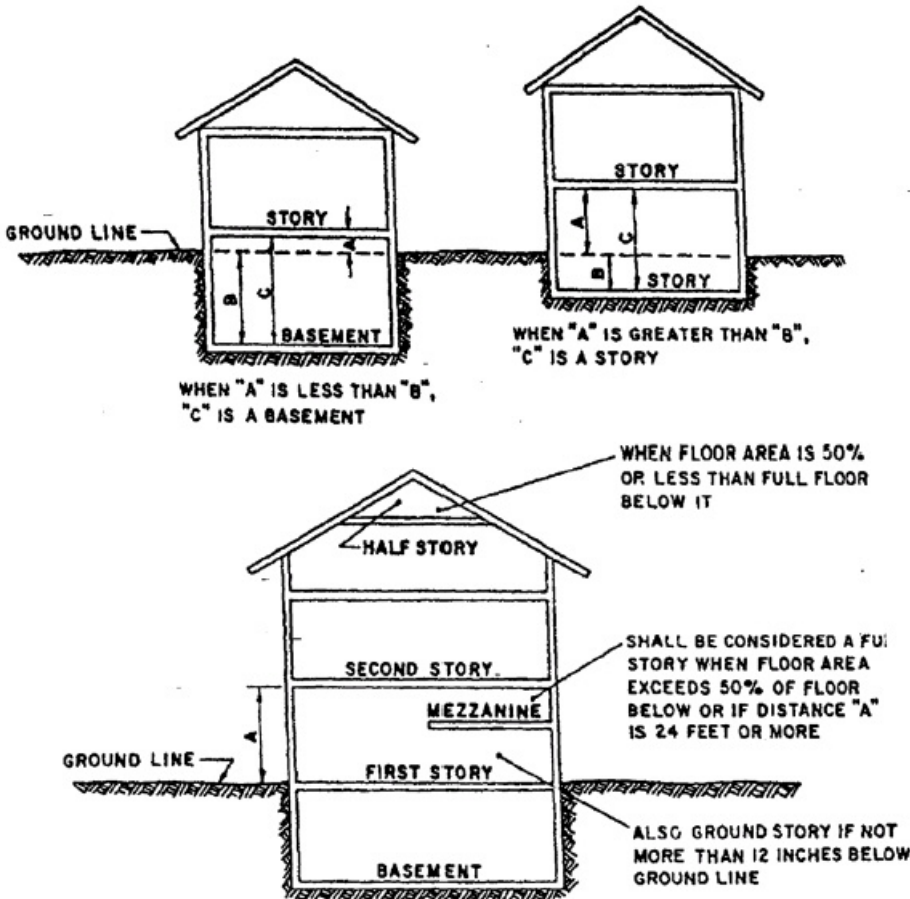 STORY
A
GROUND LINE
B
C
BASEMENT
WHEN "A" IS LESS THAN "B",
"C" IS A BASEMENT
STORY
A
C
B
STORY
WHEN "A" IS GREATER THAN "B",
"C" IS A STORY
WHEN FLOOR AREA IS 50%
OR LESS THAN FULL FLOOR
BELOW IT
HALF STORY
SECOND STORY
MEZZANINE
SHALL BE CONSIDERED A FU
STORY WHEN FLOOR AREA
EXCEEDS 50% OF FLOOR
BELOW OR IF DISTANCE "A"
IS 24 FEET OR MORE
A
GROUND LINE
FIRST STORY
ALSO GROUND STORY IF NOT
MORE THAN 12 INCHES BELOW
GROUND LINE
BASEMENT